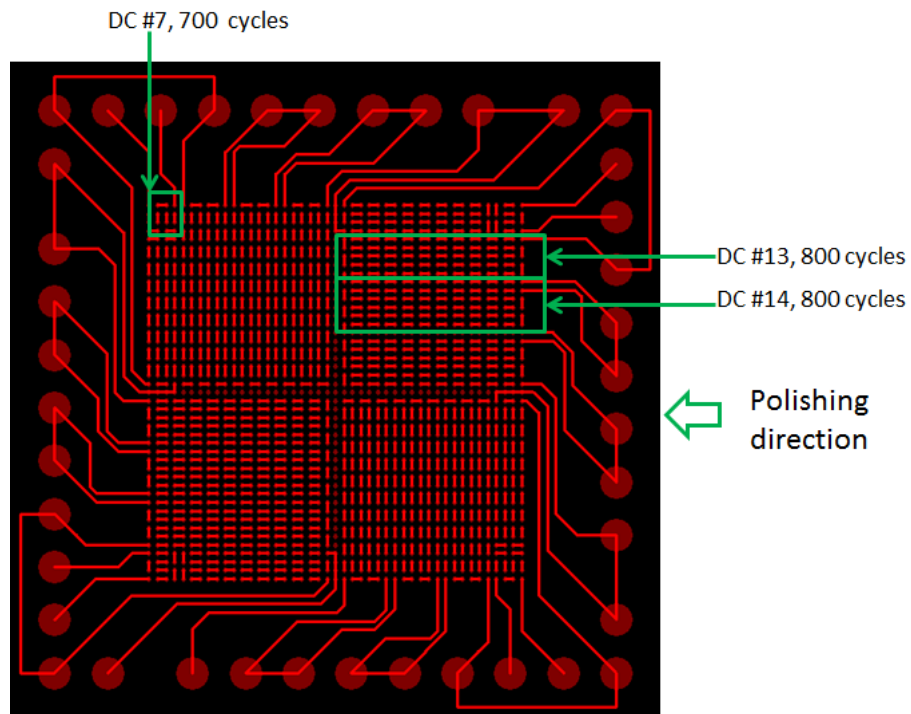 DC #7, 700 cycles
DC #13, 800 cycles
DC #14, 800 cycles
Polishing
direction